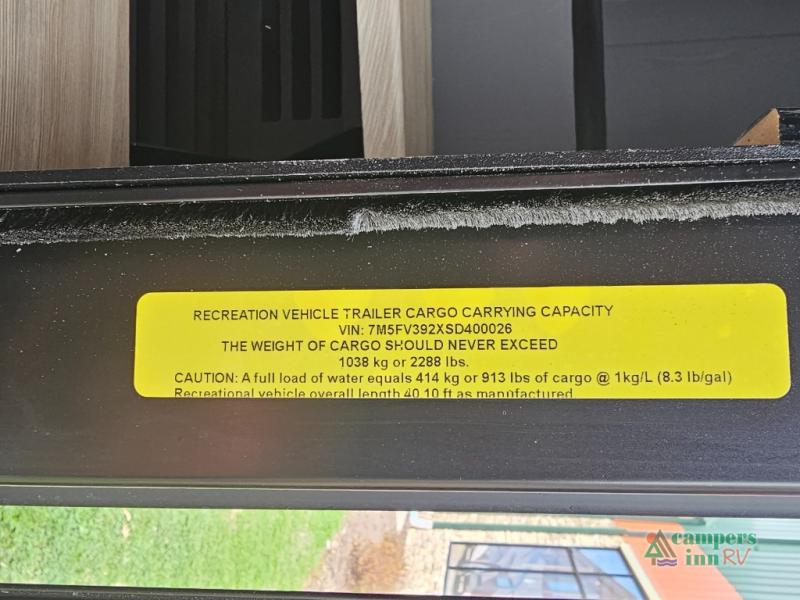 RECREATION VEHICLE TRAILER CARGO CARRYING CAPACITY
VIN: 7M5FV392XSD400026
THE WEIGHT OF CARGO SHOULD NEVER EXCEED
1038 kg or 2288 lbs.
CAUTION: A full load of water equals 414 kg or 913 lbs of cargo @ 1kg/L (8.3 lb/gal)
Recreational vehicle overall length 40.10 ft as manufactured
campers
inn RV